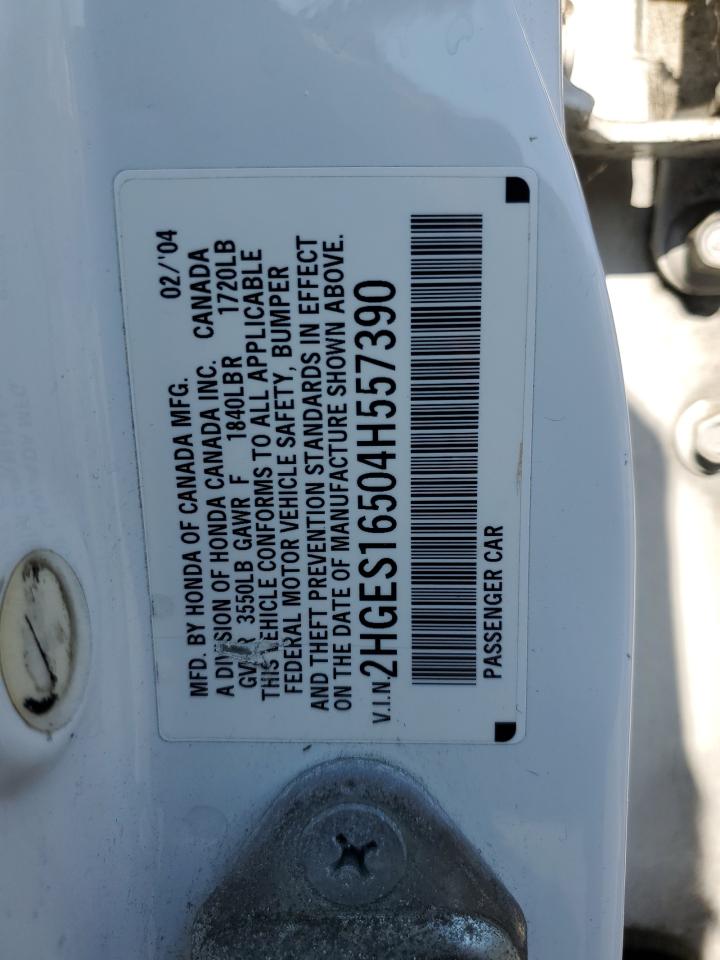 MFD. BY HONDA OF CANADA MFG. 02/'04
A DIVISION OF HONDA CANADA INC. CANADA
GVWR 3550LB GAWR F 1840LB R 1720LB
THIS VEHICLE CONFORMS TO ALL APPLICABLE
FEDERAL MOTOR VEHICLE SAFETY, BUMPER
AND THEFT PREVENTION STANDARDS IN EFFECT
ON THE DATE OF MANUFACTURE SHOWN ABOVE.
V.I.N. 2HGES16504H557390
PASSENGER CAR